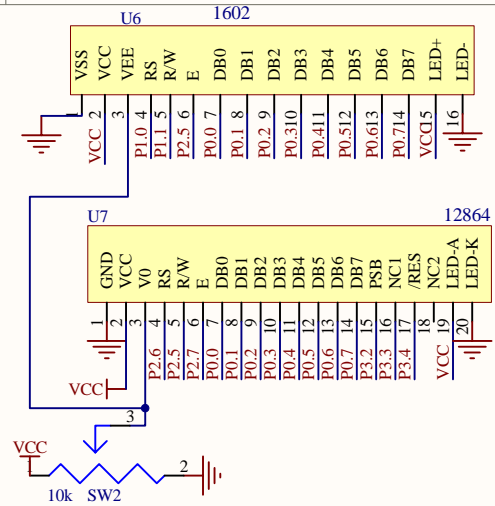 U6 1602
VSS VCC VEE RS R/W E DB0 DB1 DB2 DB3 DB4 DB5 DB6 DB7 LED+ LED-
1 2 3 4 5 6 7 8 9 10 11 12 13 14 15 16
VCC P1.0 P1.1 P2.5 P0.0 P0.1 P0.2 P0.3 P0.4 P0.5 P0.6 P0.7 VCC
U7 12864
GND VCC V0 RS R/W E DB0 DB1 DB2 DB3 DB4 DB5 DB6 DB7 PSB NC1 /RES NC2 LED-A LED-K
1 2 3 4 5 6 7 8 9 10 11 12 13 14 15 16 17 18 19 20
P2.6 P2.5 P2.7 P0.0 P0.1 P0.2 P0.3 P0.4 P0.5 P0.6 P0.7 P3.2 P3.3 P3.4 VCC
VCC
3
VCC
1 2
10k SW2